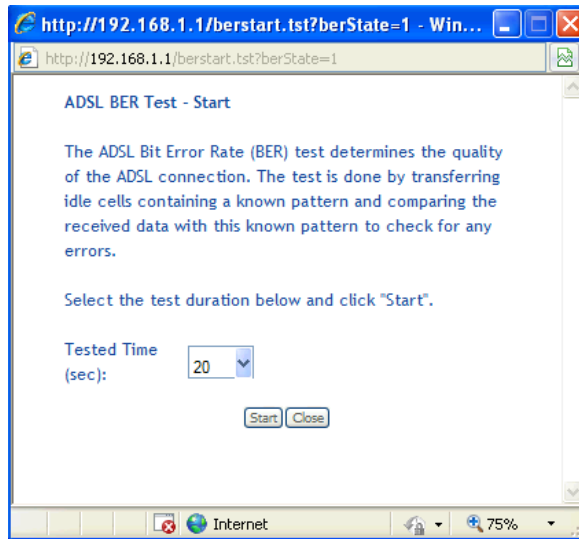 http://192.168.1.1/berstart.tst?berState=1 - Win...
http://192.168.1.1/berstart.tst?berState=1
ADSL BER Test - Start
The ADSL Bit Error Rate (BER) test determines the quality
of the ADSL connection. The test is done by transferring
idle cells containing a known pattern and comparing the
received data with this known pattern to check for any
errors.
Select the test duration below and click "Start".
Tested Time
(sec):
20
Start Close
Internet 75%